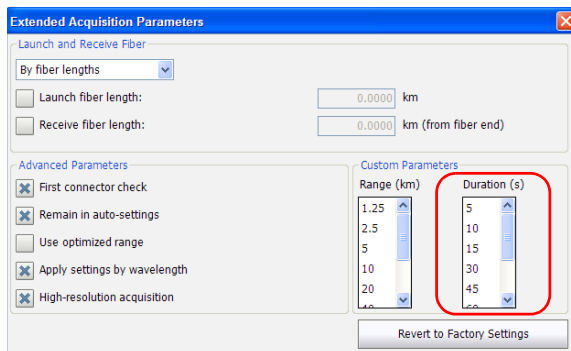 Extended Acquisition Parameters
Launch and Receive Fiber
By fiber lengths
Launch fiber length:
0.0000 km
Receive fiber length:
0.0000 km (from fiber end)
Advanced Parameters
First connector check
Remain in auto-settings
Use optimized range
Apply settings by wavelength
High-resolution acquisition
Custom Parameters
Range (km)
1.25
2.5
5
10
20
Duration (s)
5
10
15
30
45
Revert to Factory Settings